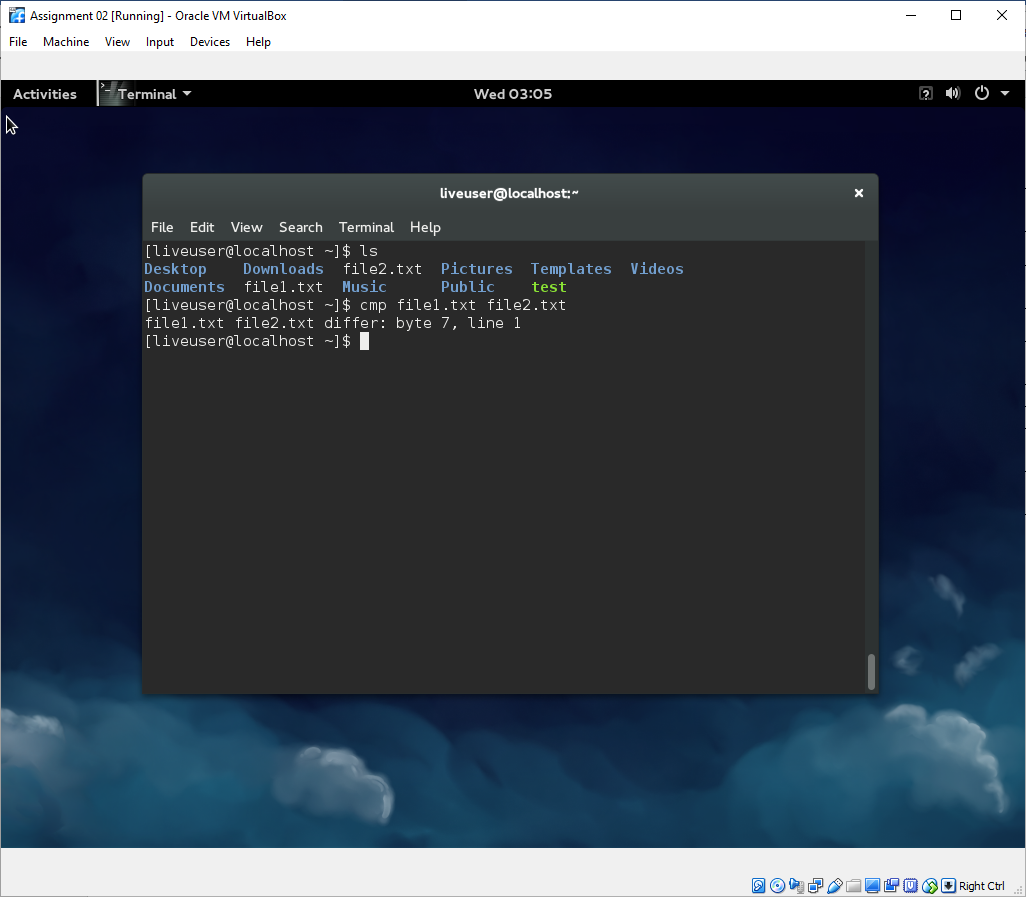 Assignment 02 [Running] - Oracle VM VirtualBox
File Machine View Input Devices Help
Activities Terminal Wed 03:05
liveuser@localhost:~
File Edit View Search Terminal Help
[liveuser@localhost ~]$ ls
Desktop Downloads file2.txt Pictures Templates Videos
Documents file1.txt Music Public test
[liveuser@localhost ~]$ cmp file1.txt file2.txt
file1.txt file2.txt differ: byte 7, line 1
[liveuser@localhost ~]$
Right Ctrl